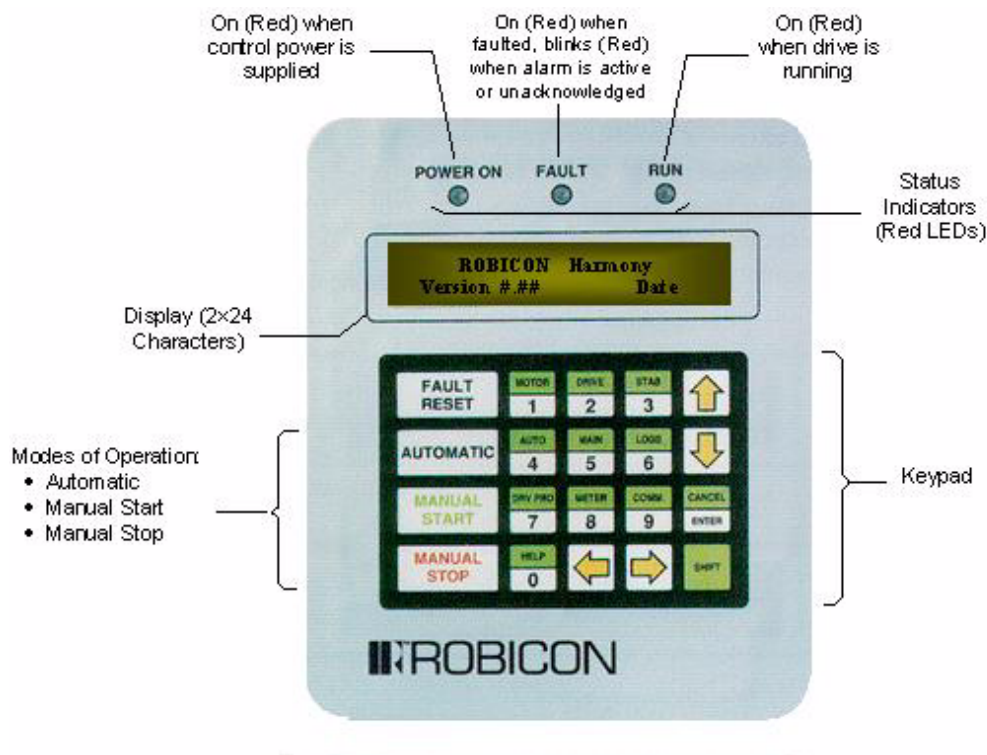 On (Red) when
control power is
supplied
On (Red) when
faulted, blinks (Red)
when alarm is active
or unacknowledged
On (Red)
when drive is
running
POWER ON FAULT RUN
Status
Indicators
(Red LEDs)
ROBICON Harmony
Version #.## Date
Display (2×24
Characters)
FAULT
RESET
MOTOR DRIVE STAB
1 2 3
AUTOMATIC
AUTO MAIN LOGS
4 5 6
MANUAL
START
DRV PRO METER COMM. CANCEL
7 8 9 ENTER
MANUAL
STOP
HELP
0
SHIFT
Modes of Operation:
• Automatic
• Manual Start
• Manual Stop
Keypad
ROBICON